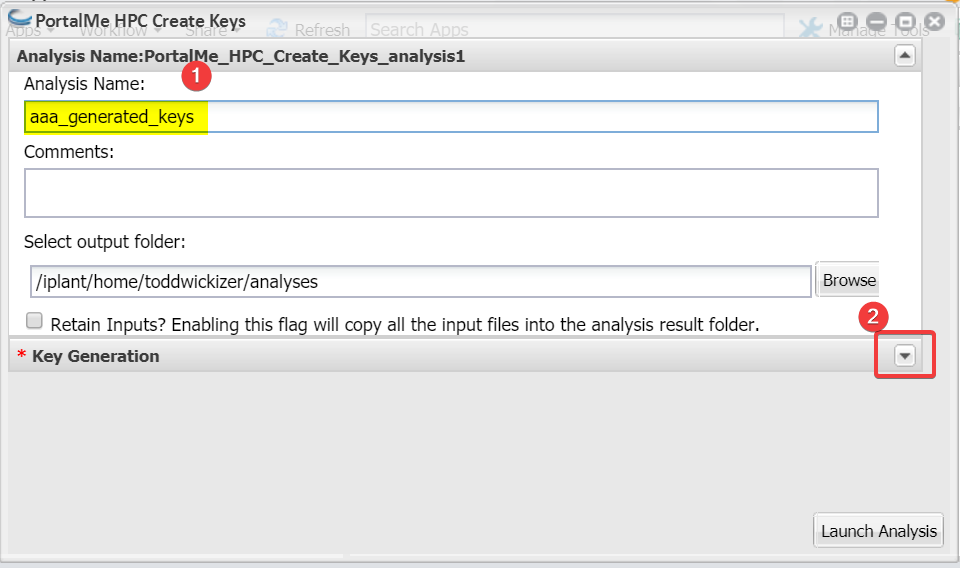 PortalMe HPC Create Keys
Apps Workflow Share Refresh Search Apps Manage Tools
Analysis Name:PortalMe_HPC_Create_Keys_analysis1
1
Analysis Name:
aaa_generated_keys
Comments:
Select output folder:
/iplant/home/toddwickizer/analyses
Browse
Retain Inputs? Enabling this flag will copy all the input files into the analysis result folder.
2
* Key Generation
Launch Analysis